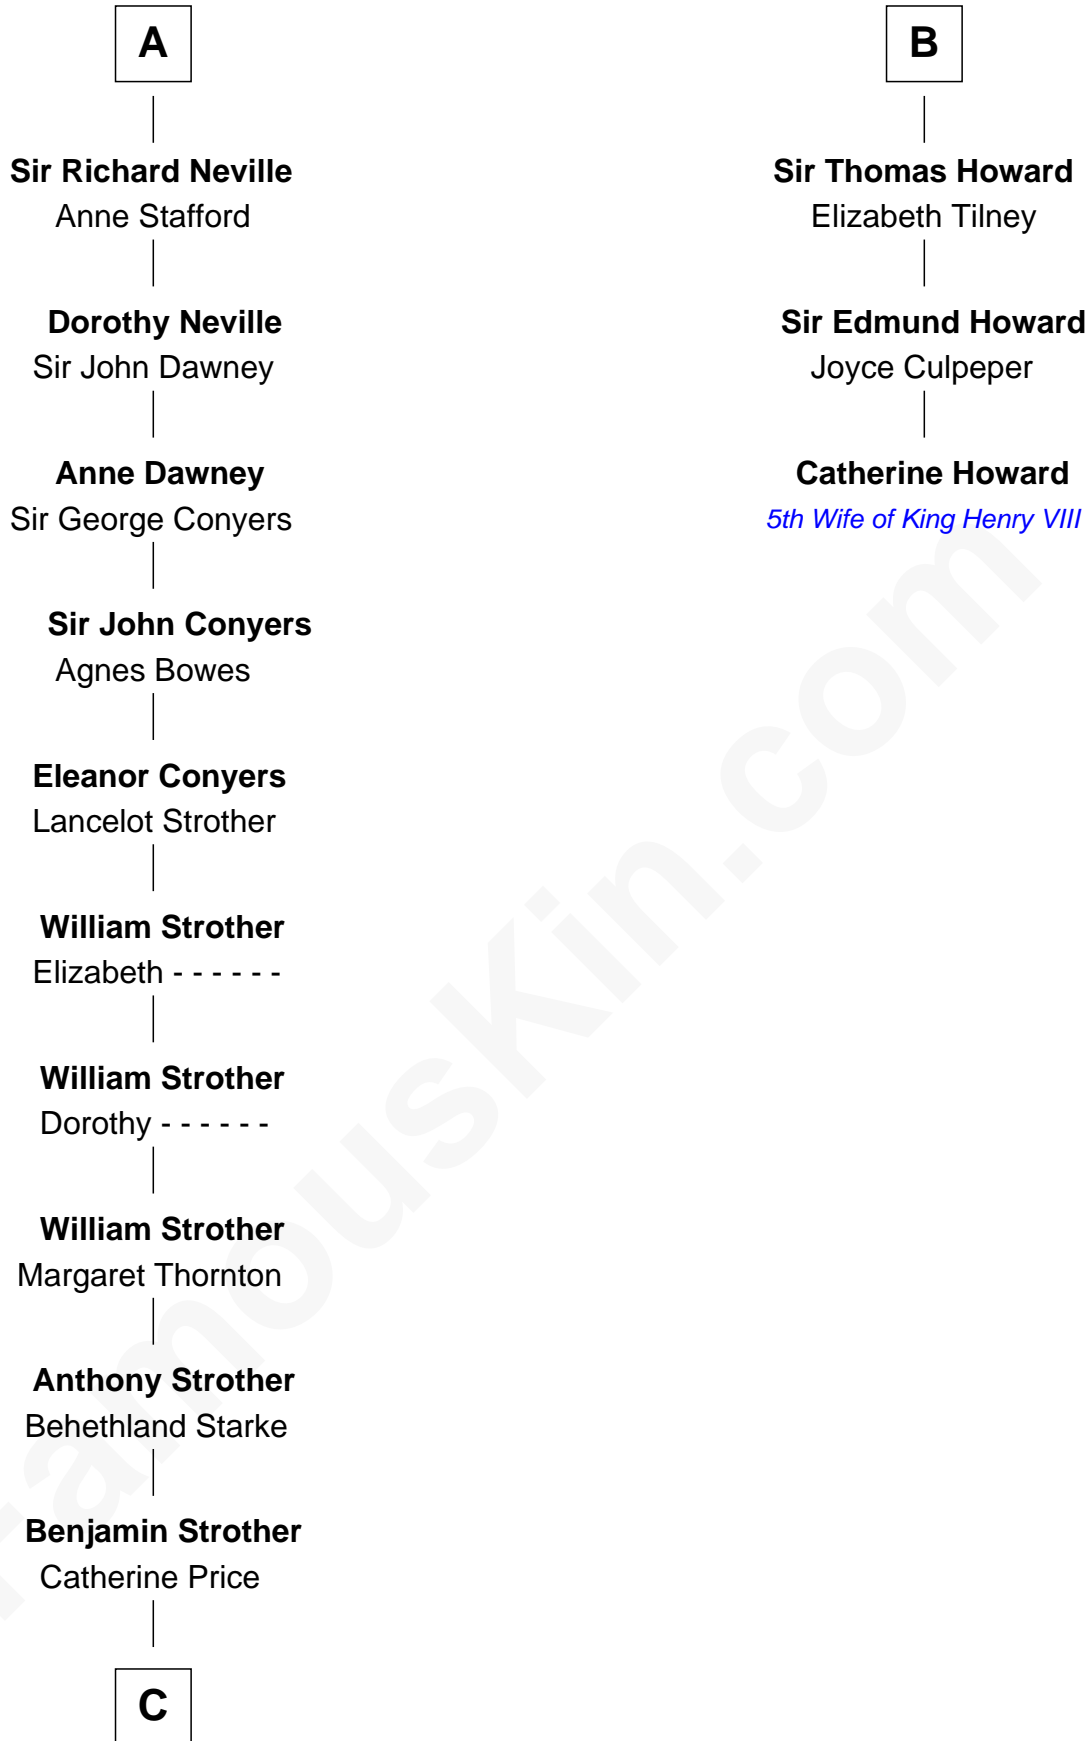 A
B
Sir Richard Neville
Anne Stafford
Sir Thomas Howard
Elizabeth Tilney
Dorothy Neville
Sir John Dawney
Sir Edmund Howard
Joyce Culpeper
Anne Dawney
Sir George Conyers
Catherine Howard
5th Wife of King Henry VIII
Sir John Conyers
Agnes Bowes
Eleanor Conyers
Lancelot Strother
William Strother
Elizabeth - - - - - -
William Strother
Dorothy - - - - - -
William Strother
Margaret Thornton
Anthony Strother
Behethland Starke
Benjamin Strother
Catherine Price
C
FamousKin.com